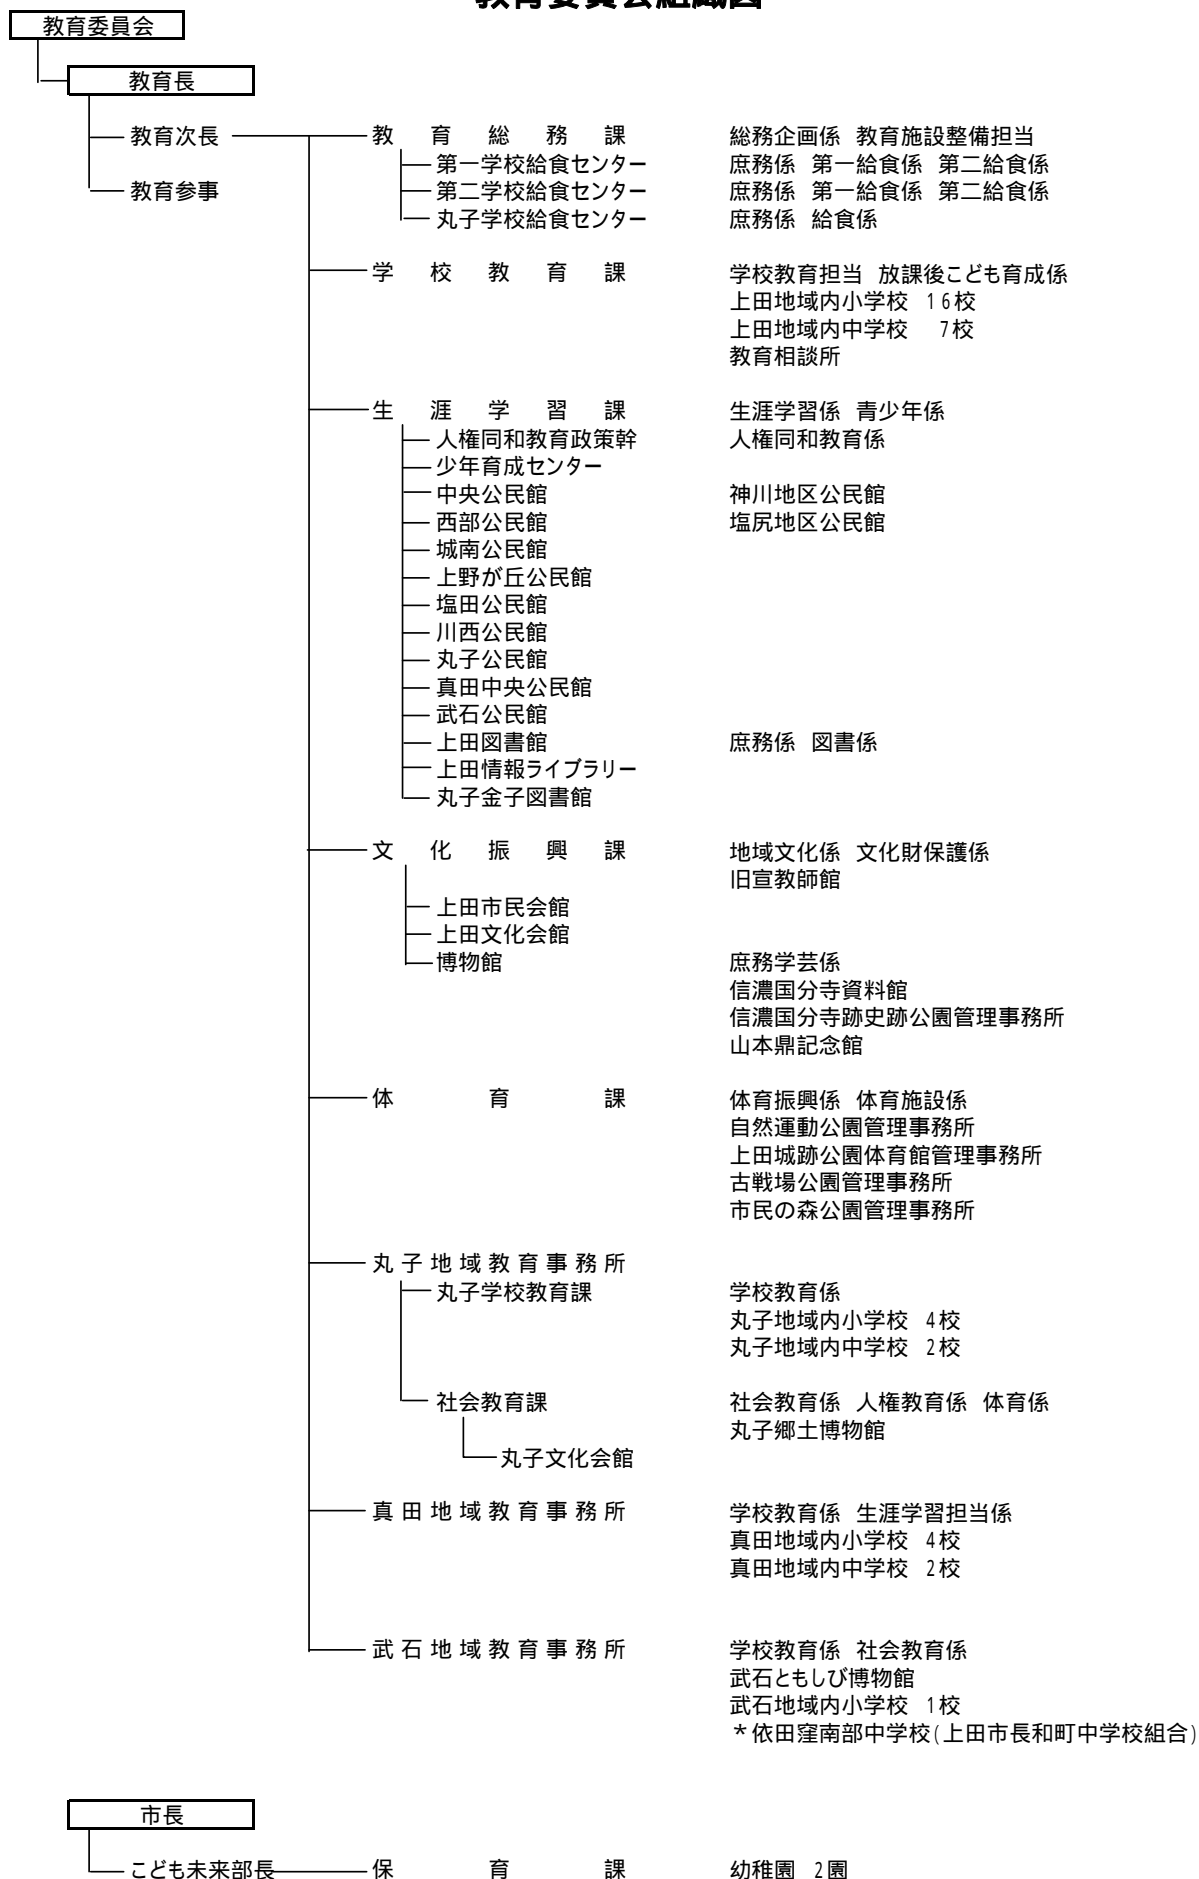 教育委員会組織図
教育委員会
教育長
教育次長 教育総務課 総務企画係 教育施設整備担当
第一学校給食センター 庶務係 第一給食係 第二給食係
教育参事 第二学校給食センター 庶務係 第一給食係 第二給食係
丸子学校給食センター 庶務係 給食係
学校教育課 学校教育担当 放課後こども育成係
上田地域内小学校 16校
上田地域内中学校 7校
教育相談所
生涯学習課 生涯学習係 青少年係
人権同和教育政策幹 人権同和教育係
少年育成センター
中央公民館 神川地区公民館
西部公民館 塩尻地区公民館
城南公民館
上野が丘公民館
塩田公民館
川西公民館
丸子公民館
真田中央公民館
武石公民館
上田図書館 庶務係 図書係
上田情報ライブラリー
丸子金子図書館
文化振興課 地域文化係 文化財保護係
旧宣教師館
上田市民会館
上田文化会館
博物館 庶務学芸係
信濃国分寺資料館
信濃国分寺跡史跡公園管理事務所
山本鼎記念館
体育課 体育振興係 体育施設係
自然運動公園管理事務所
上田城跡公園体育館管理事務所
古戦場公園管理事務所
市民の森公園管理事務所
丸子地域教育事務所
丸子学校教育課 学校教育係
丸子地域内小学校 4校
丸子地域内中学校 2校
社会教育課 社会教育係 人権教育係 体育係
丸子郷土博物館
丸子文化会館
真田地域教育事務所 学校教育係 生涯学習担当係
真田地域内小学校 4校
真田地域内中学校 2校
武石地域教育事務所 学校教育係 社会教育係
武石ともしび博物館
武石地域内小学校 1校
*依田窪南部中学校(上田市長和町中学校組合)
市長
こども未来部長 保育課 幼稚園 2園